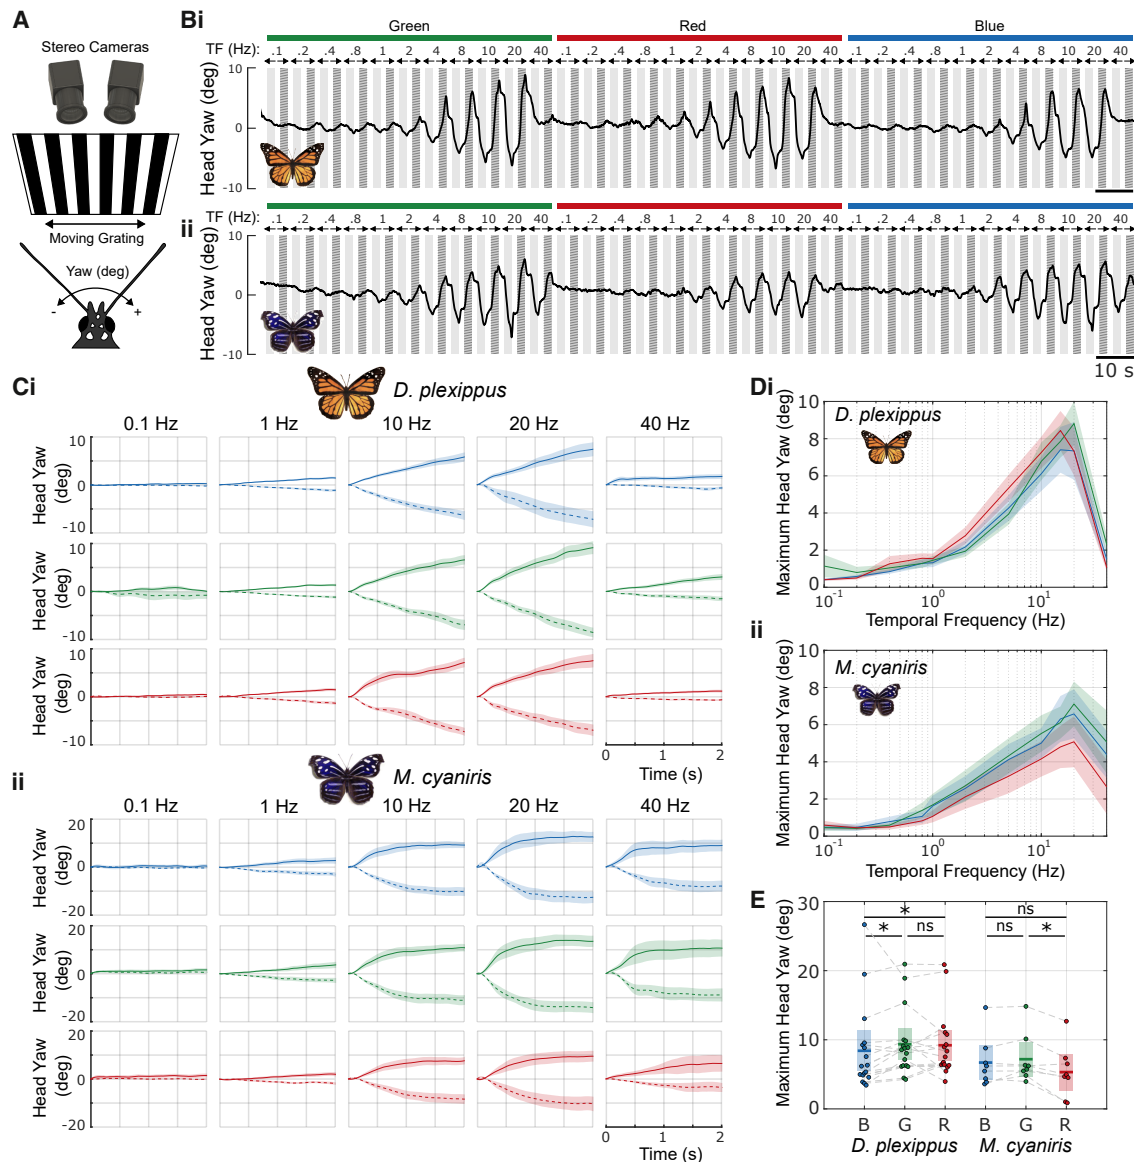 A
Stereo Cameras
Moving Grating
Yaw (deg)
- +
Bi
Green Red Blue
TF (Hz): .1 .2 .4 .8 1 2 4 8 10 20 40 .1 .2 .4 .8 1 2 4 8 10 20 40 .1 .2 .4 .8 1 2 4 8 10 20 40
Head Yaw (deg)
10
0
-10
ii
TF (Hz): .1 .2 .4 .8 1 2 4 8 10 20 40 .1 .2 .4 .8 1 2 4 8 10 20 40 .1 .2 .4 .8 1 2 4 8 10 20 40
Head Yaw (deg)
10
0
-10
10 s
Ci
D. plexippus
0.1 Hz 1 Hz 10 Hz 20 Hz 40 Hz
Head Yaw
(deg)
10
0
-10
Head Yaw
(deg)
10
0
-10
Head Yaw
(deg)
10
0
-10
0 1 2
Time (s)
ii
M. cyaniris
0.1 Hz 1 Hz 10 Hz 20 Hz 40 Hz
Head Yaw
(deg)
20
0
-20
Head Yaw
(deg)
20
0
-20
Head Yaw
(deg)
20
0
-20
0 1 2
Time (s)
Di
D. plexippus
Maximum Head Yaw (deg)
10
8
6
4
2
0
10-1 100 101
Temporal Frequency (Hz)
ii
M. cyaniris
Maximum Head Yaw (deg)
10
8
6
4
2
0
10-1 100 101
Temporal Frequency (Hz)
E
Maximum Head Yaw (deg)
30
20
10
0
* ns
* ns ns *
B G R B G R
D. plexippus M. cyaniris